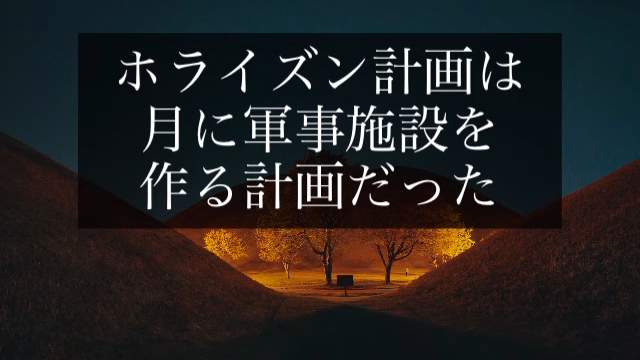 ホライズン計画は
月に軍事施設を
作る計画だった